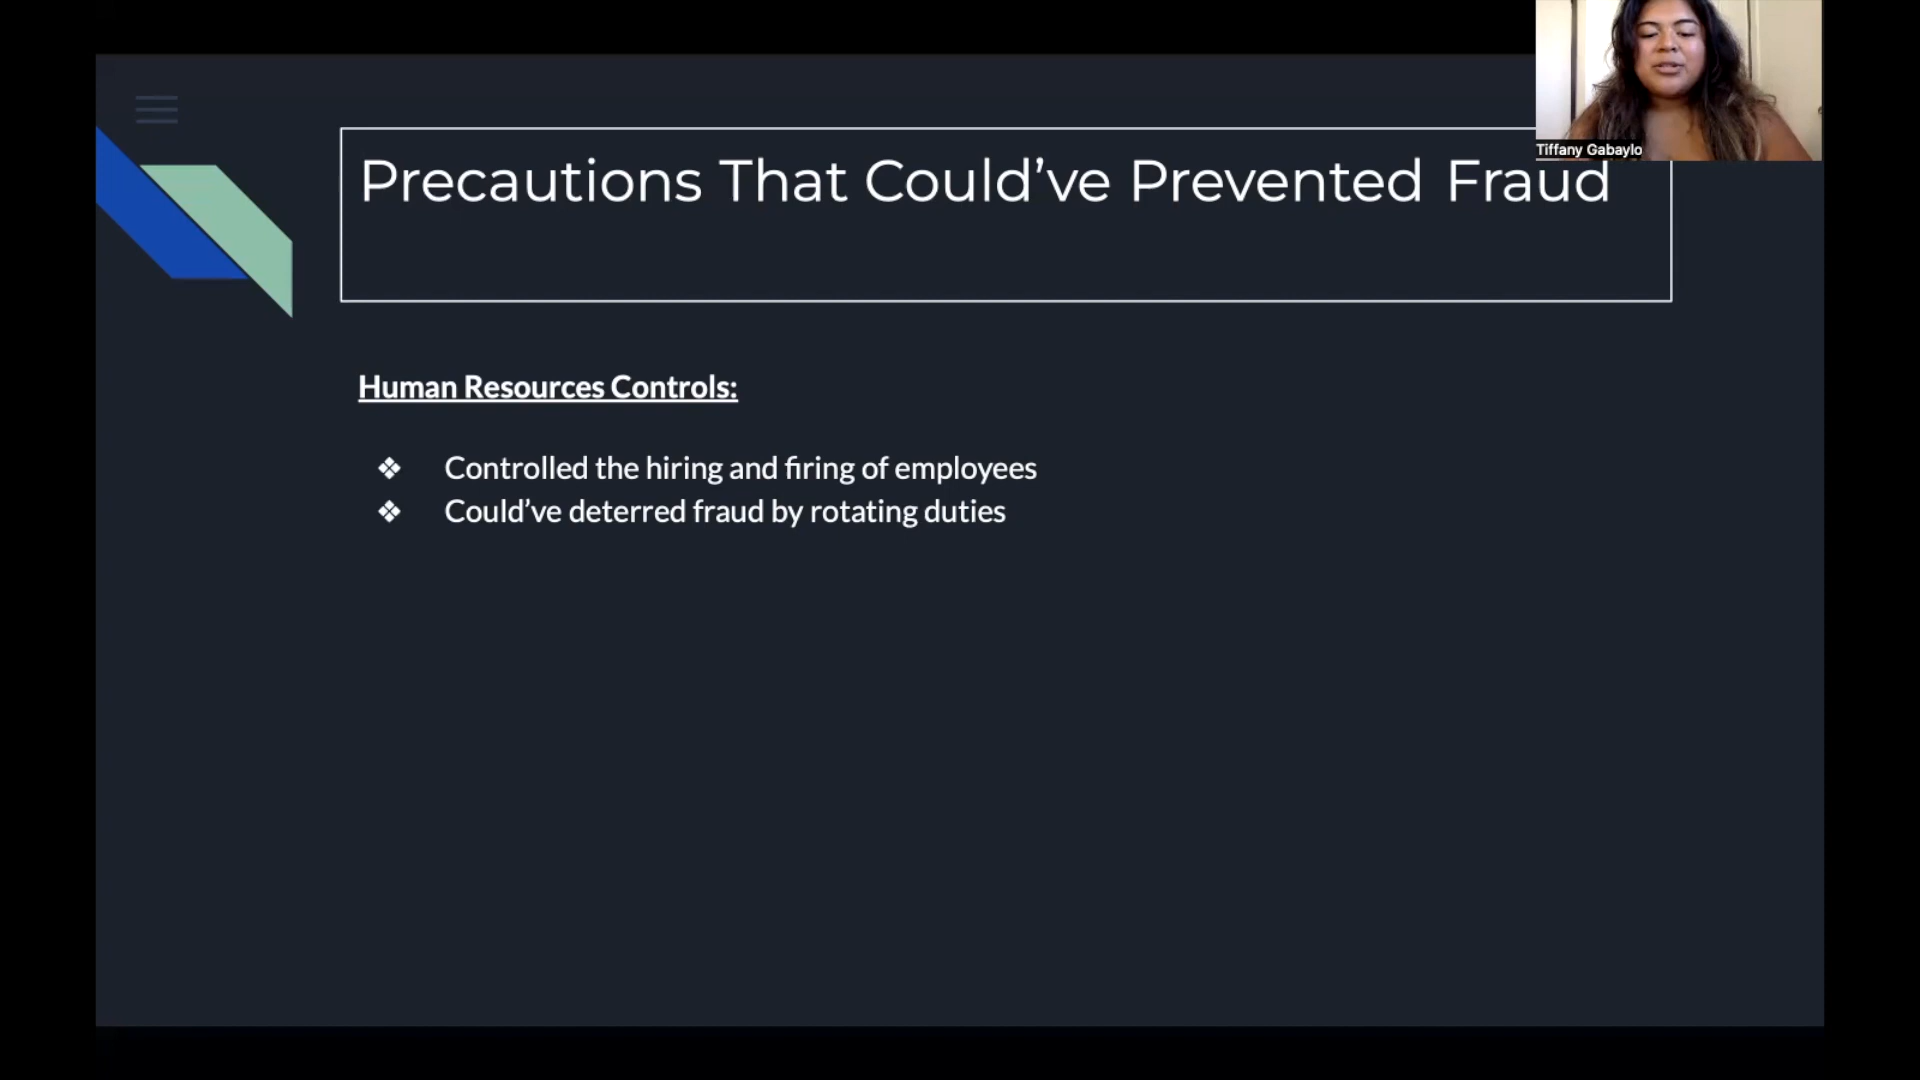 Tiffany Gabaylo
Precautions That Could’ve Prevented Fraud
Human Resources Controls:
❖ Controlled the hiring and firing of employees
❖ Could’ve deterred fraud by rotating duties